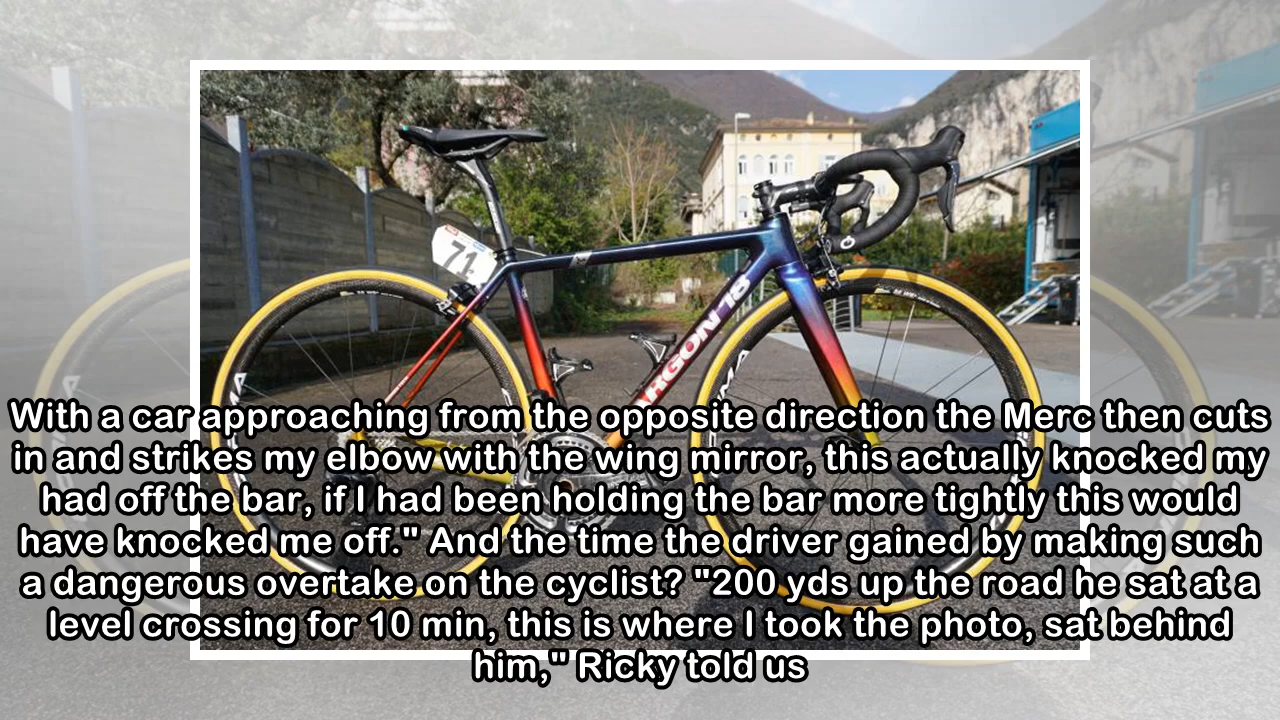 71
ARGON 18
With a car approaching from the opposite direction the Merc then cuts
in and strikes my elbow with the wing mirror, this actually knocked my
had off the bar, if I had been holding the bar more tightly this would
have knocked me off." And the time the driver gained by making such
a dangerous overtake on the cyclist? "200 yds up the road he sat at a
level crossing for 10 min, this is where I took the photo, sat behind
him," Ricky told us